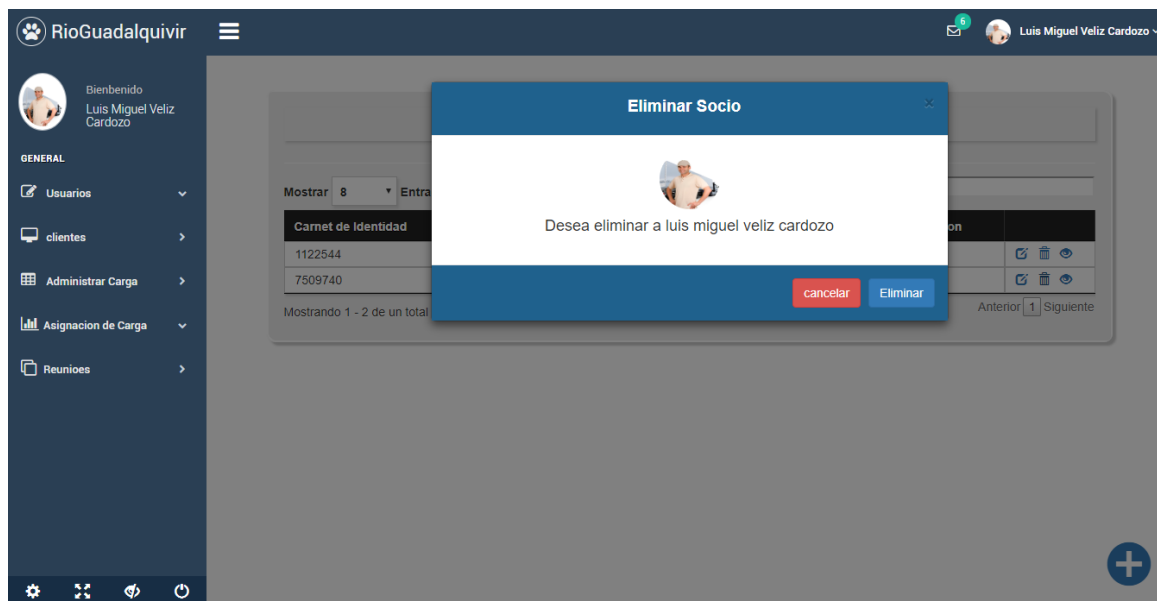 RioGuadalquivir
6
Luis Miguel Veliz Cardozo
Bienbenido
Luis Miguel Veliz
Cardozo
GENERAL
Usuarios
clientes
Administrar Carga
Asignacion de Carga
Reunioes
Eliminar Socio
×
Desea eliminar a luis miguel veliz cardozo
cancelar
Eliminar
Mostrar 8 Entra
Carnet de Identidad on
1122544
7509740
Mostrando 1 - 2 de un total
Anterior 1 Siguiente